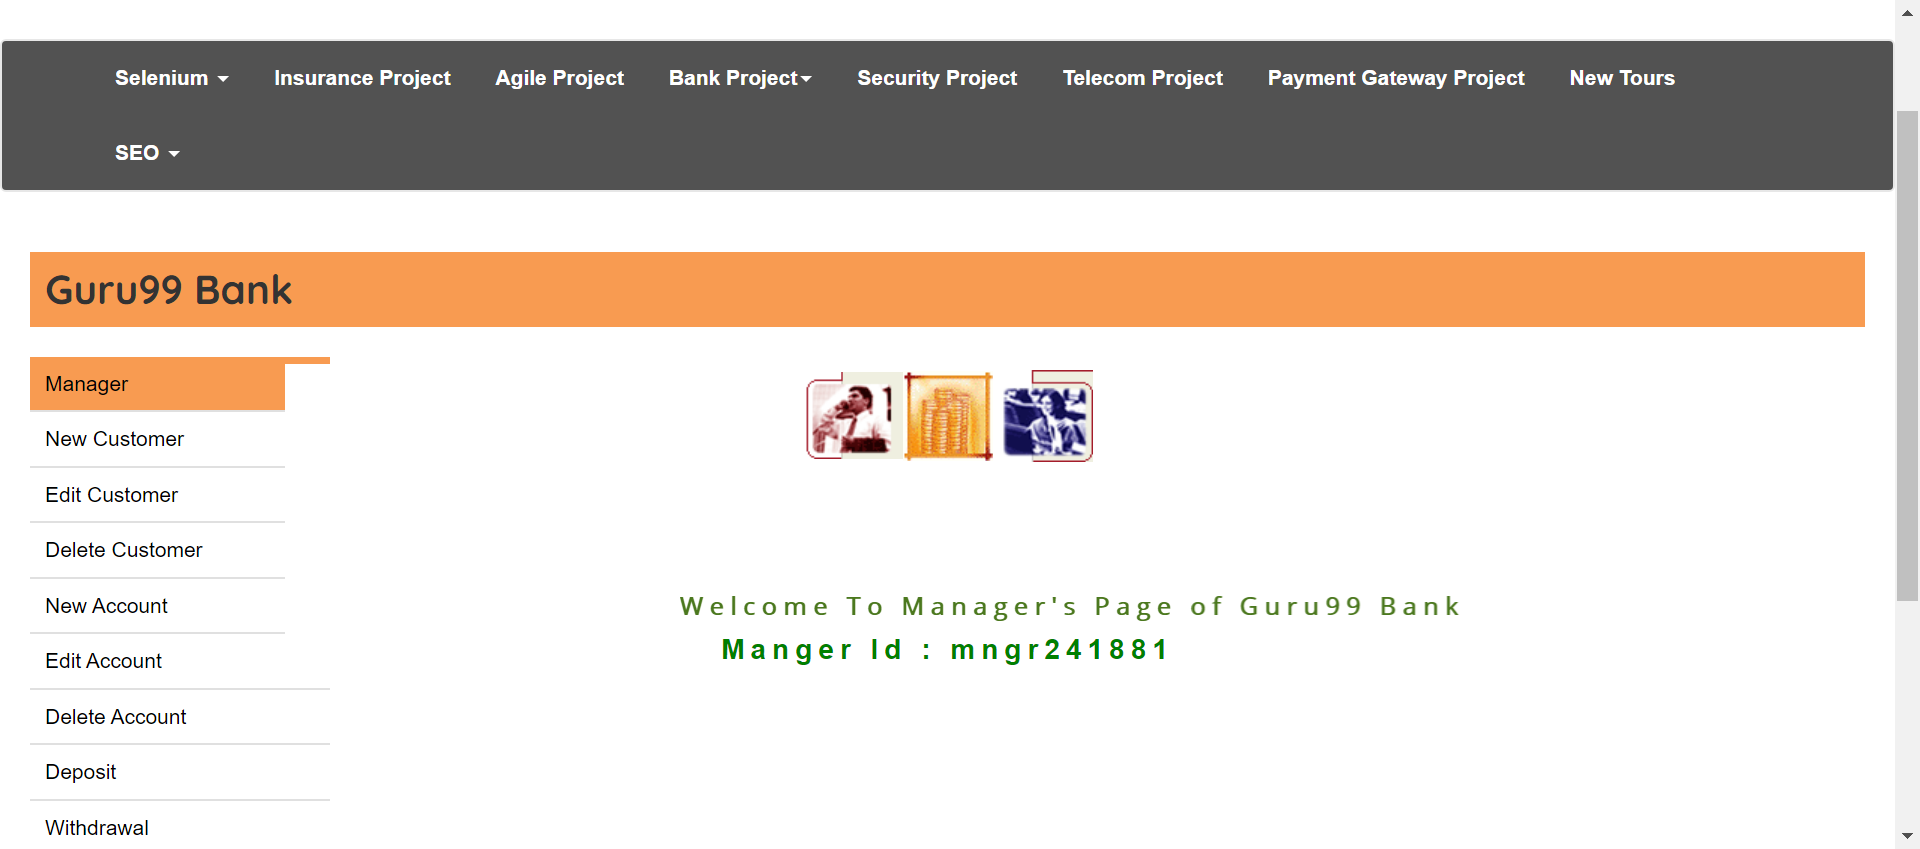 Selenium Insurance Project Agile Project Bank Project Security Project Telecom Project Payment Gateway Project New Tours
SEO
Guru99 Bank
Manager
New Customer
Edit Customer
Delete Customer
New Account
Edit Account
Delete Account
Deposit
Withdrawal
Welcome To Manager's Page of Guru99 Bank
Manger Id : mngr241881